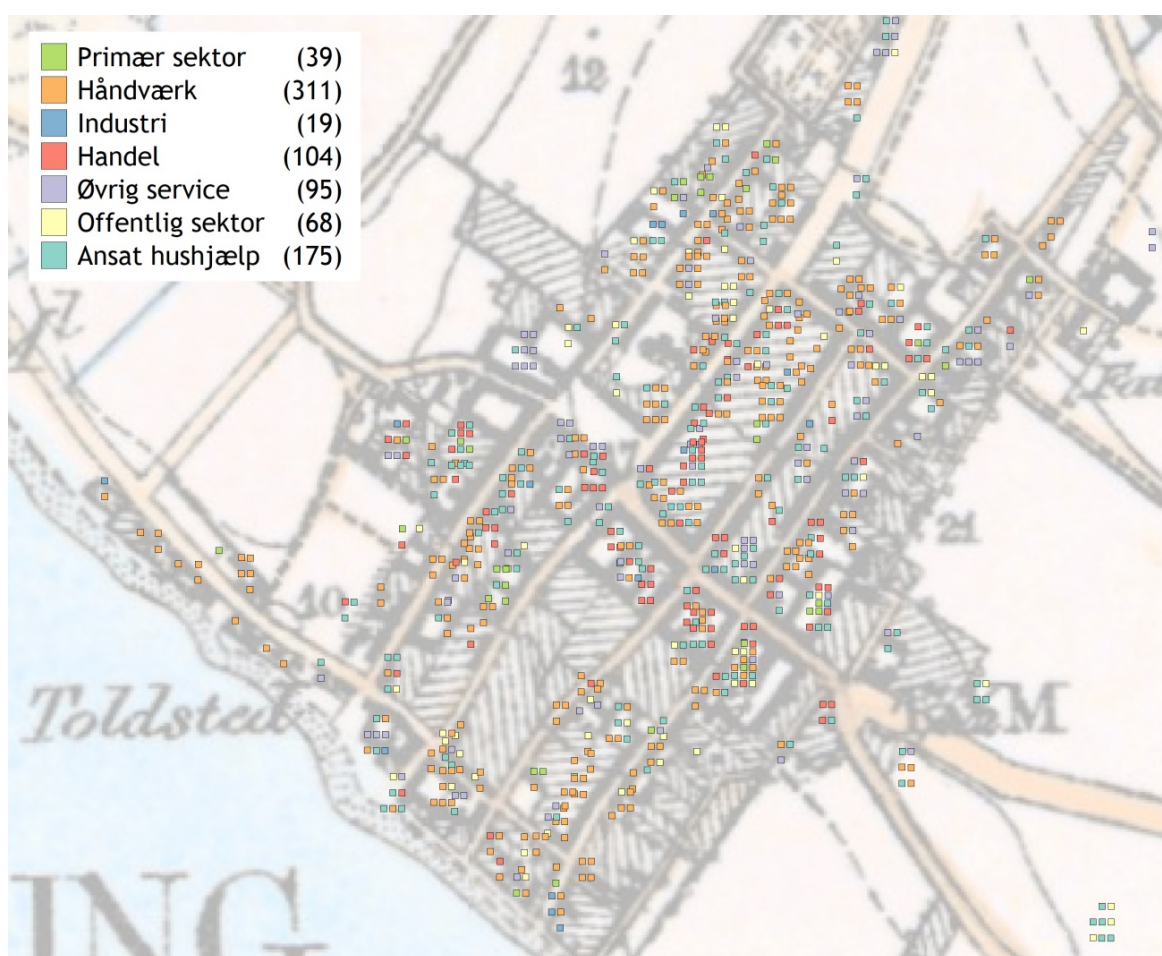 Primær sektor (39)
Håndværk (311)
Industri (19)
Handel (104)
Øvrig service (95)
Offentlig sektor (68)
Ansat hushjælp (175)
12
7
21
10
Toldsted
ING